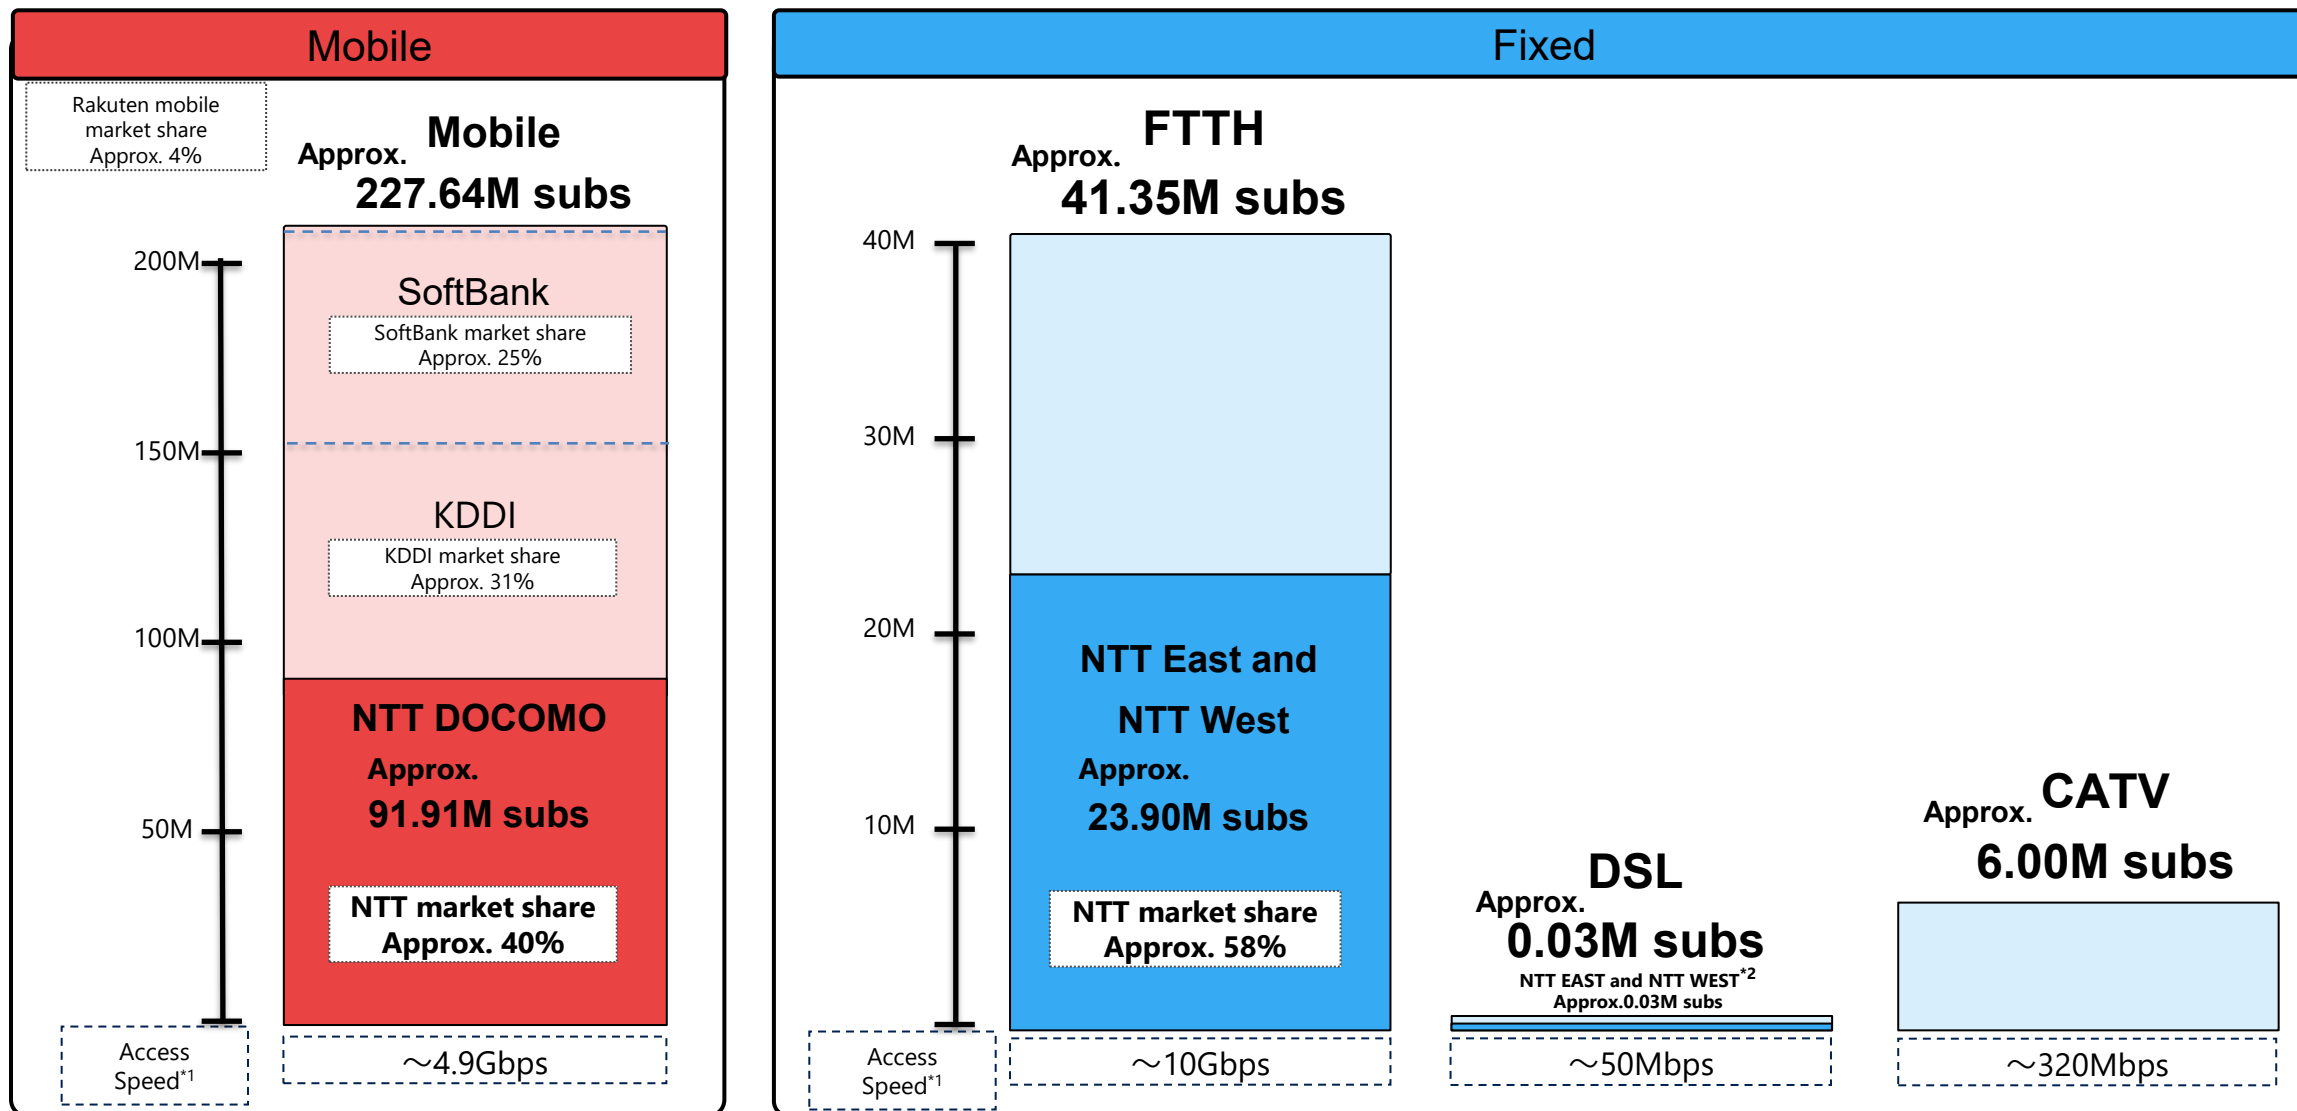 Mobile
Rakuten mobile
market share
Approx. 4%
Mobile
Approx.
227.64M subs
200M
150M
100M
50M
SoftBank
SoftBank market share
Approx. 25%
KDDI
KDDI market share
Approx. 31%
NTT DOCOMO
Approx.
91.91M subs
NTT market share
Approx. 40%
Access
Speed*1
～4.9Gbps
Fixed
FTTH
Approx.
41.35M subs
40M
30M
20M
10M
NTT East and
NTT West
Approx.
23.90M subs
NTT market share
Approx. 58%
DSL
Approx.
0.03M subs
NTT EAST and NTT WEST*2
Approx.0.03M subs
CATV
Approx.
6.00M subs
Access
Speed*1
～10Gbps
～50Mbps
～320Mbps